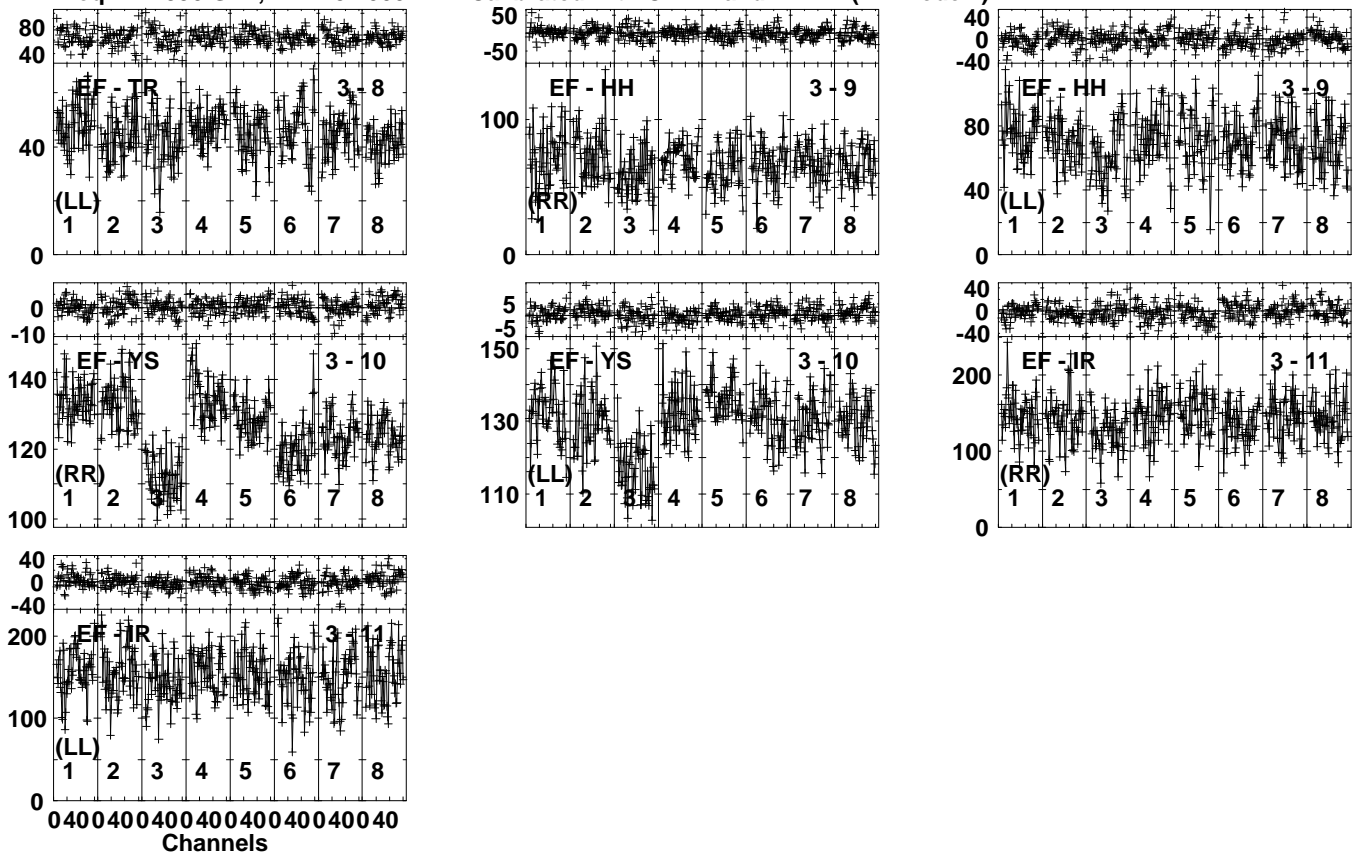 80
40
EF - TR 3 - 8
40
(LL)
1 2 3 4 5 6 7 8
0
50
-50
EF - HH 3 - 9
100
(RR)
1 2 3 4 5 6 7 8
0
40
0
-40
EF - HH 3 - 9
80
40
(LL)
1 2 3 4 5 6 7 8
0
0
-10
EF - YS 3 - 10
140
120
(RR)
1 2 3 4 5 6 7 8
100
5
-5
150
EF - YS 3 - 10
130
(LL)
110
1 2 3 4 5 6 7 8
40
0
-40
EF - IR 3 - 11
200
100
(RR)
1 2 3 4 5 6 7 8
0
40
0
-40
EF - IR 3 - 11
200
100
(LL)
1 2 3 4 5 6 7 8
0
0 40 0 40 0 40 0 40 0 40 0 40 0 40 0 40
Channels